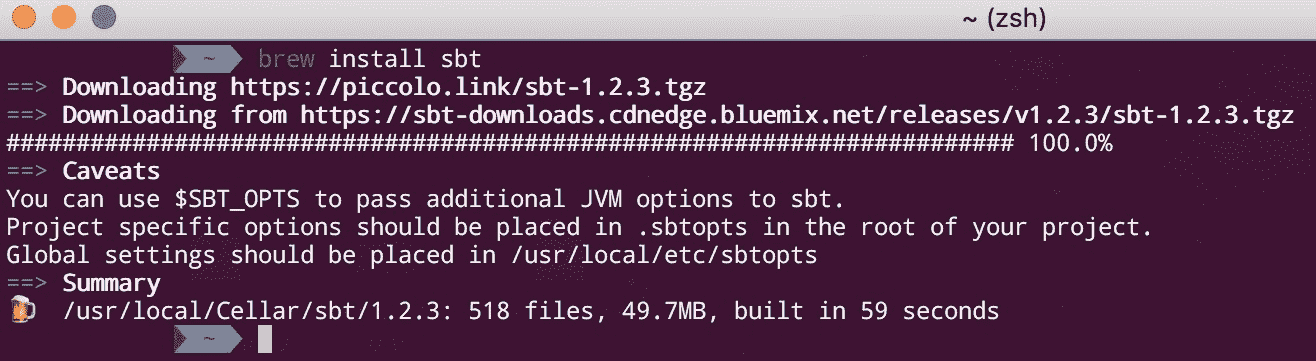 ~ (zsh)
~ brew install sbt
==> Downloading https://piccolo.link/sbt-1.2.3.tgz
==> Downloading from https://sbt-downloads.cdnedge.bluemix.net/releases/v1.2.3/sbt-1.2.3.tgz
######################################################################## 100.0%
==> Caveats
You can use $SBT_OPTS to pass additional JVM options to sbt.
Project specific options should be placed in .sbtopts in the root of your project.
Global settings should be placed in /usr/local/etc/sbtopts
==> Summary
🍺 /usr/local/Cellar/sbt/1.2.3: 518 files, 49.7MB, built in 59 seconds
~